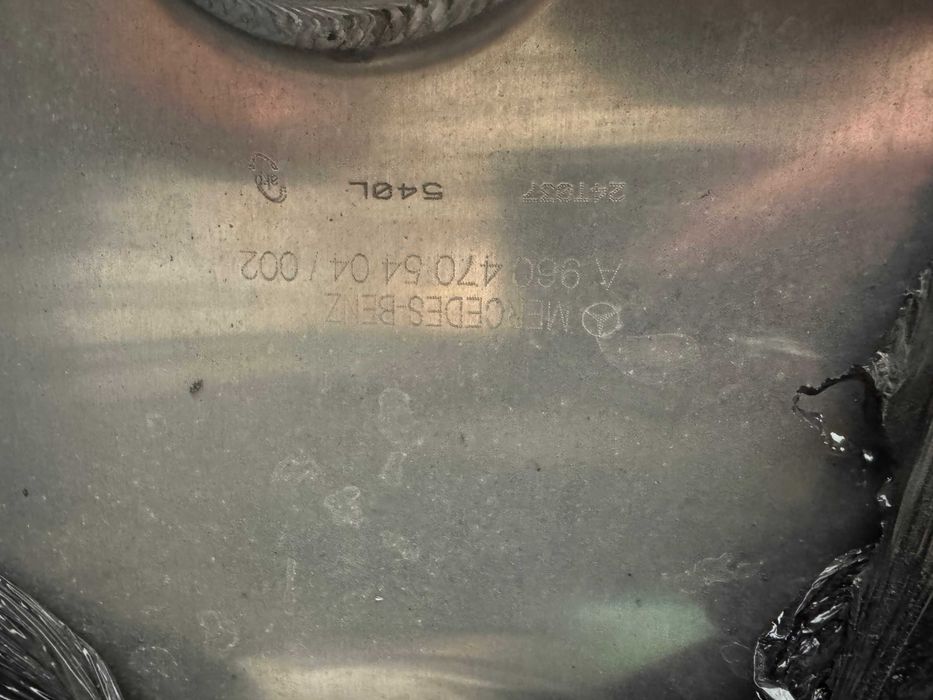 MERCEDES-BENZ
A 960 470 54 04 / 002
540L